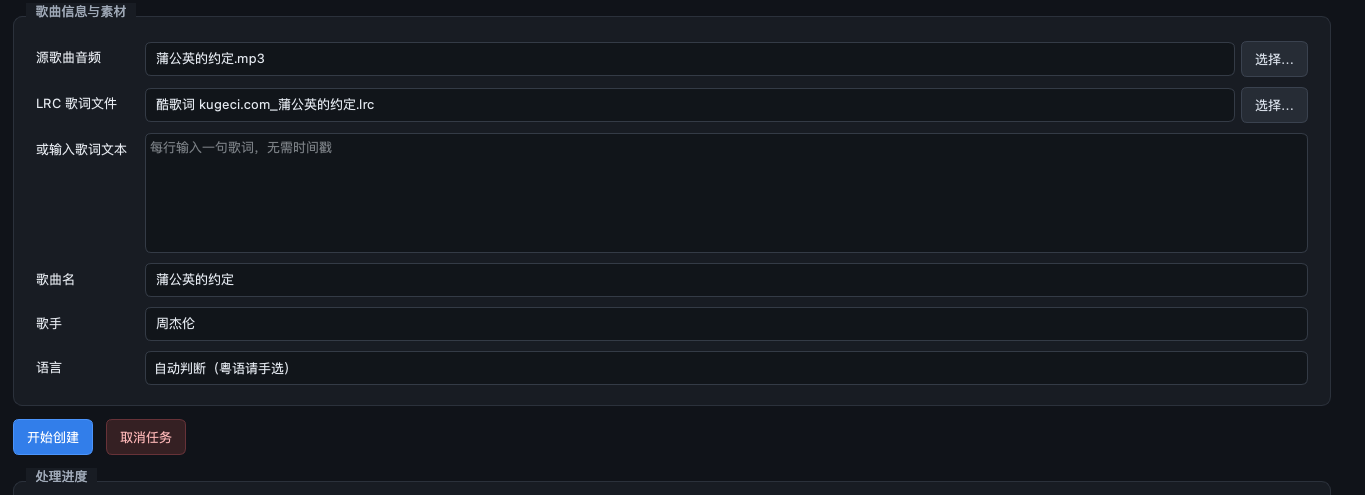 歌曲信息与素材
源歌曲音频 蒲公英的约定.mp3 选择...
LRC 歌词文件 酷歌词 kugeci.com_蒲公英的约定.lrc 选择...
或输入歌词文本 每行输入一句歌词，无需时间戳
歌曲名 蒲公英的约定
歌手 周杰伦
语言 自动判断（粤语请手选）
开始创建 取消任务
处理进度